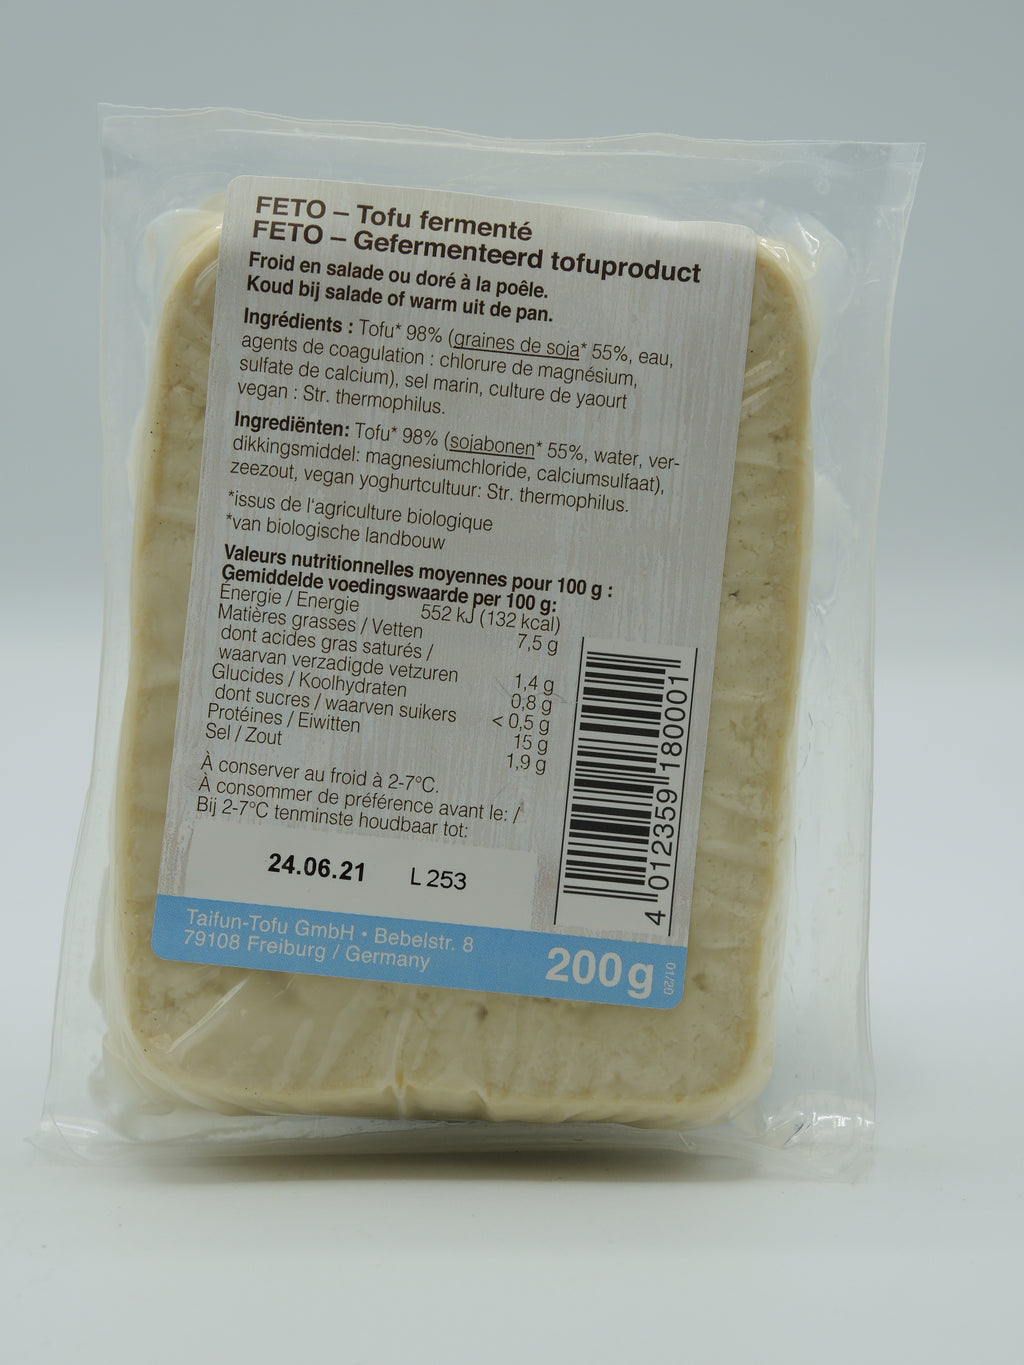 FETO – Tofu fermenté
FETO – Gefermenteerd tofuproduct
Froid en salade ou doré à la poêle.
Koud bij salade of warm uit de pan.
Ingrédients : Tofu* 98% (graines de soja* 55%, eau,
agents de coagulation : chlorure de magnésium,
sulfate de calcium), sel marin, culture de yaourt
vegan : Str. thermophilus.
Ingrediënten: Tofu* 98% (sojabonen* 55%, water, ver-
dikkingsmiddel: magnesiumchloride, calciumsulfaat),
zeezout, vegan yoghurtcultuur: Str. thermophilus.
*issus de l'agriculture biologique
*van biologische landbouw
Valeurs nutritionnelles moyennes pour 100 g :
Gemiddelde voedingswaarde per 100 g:
Énergie / Energie 552 kJ (132 kcal)
Matières grasses / Vetten 7,5 g
dont acides gras saturés /
waarvan verzadigde vetzuren 1,4 g
Glucides / Koolhydraten 0,8 g
dont sucres / waarven suikers < 0,5 g
Protéines / Eiwitten 15 g
Sel / Zout 1,9 g
À conserver au froid à 2-7°C.
À consommer de préférence avant le: /
Bij 2-7°C tenminste houdbaar tot:
24.06.21 L 253
4 012359 180001
Taifun-Tofu GmbH • Bebelstr. 8
79108 Freiburg / Germany
200g
01/20